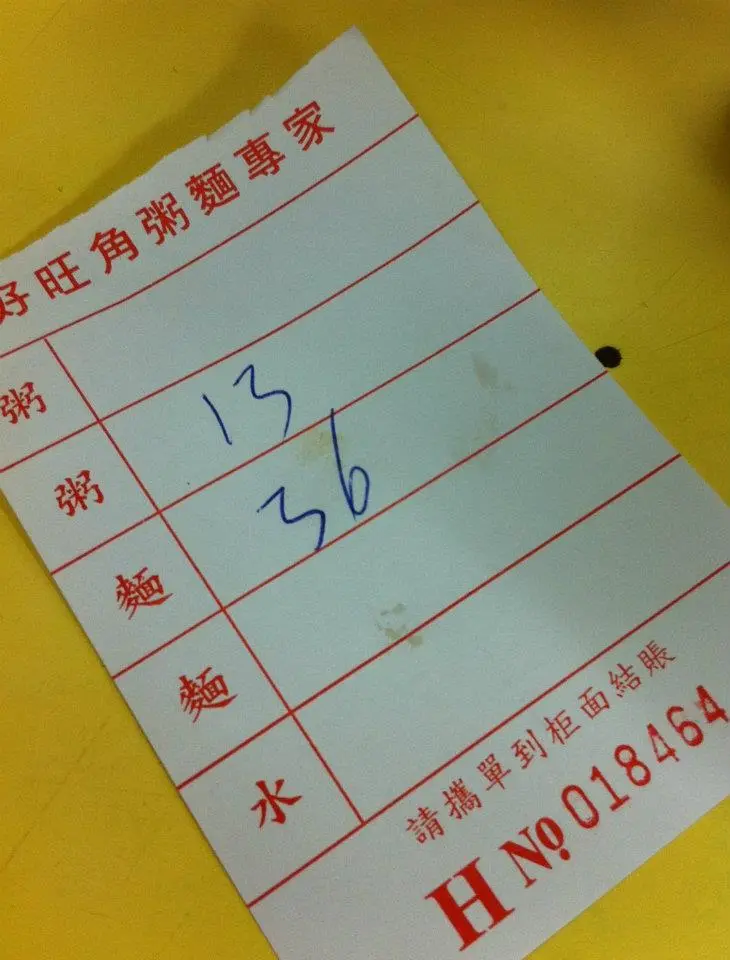 好旺角粥麵專家
粥
粥 13
麵 36
麵
水
請攜單到柜面結賬
H No 018464